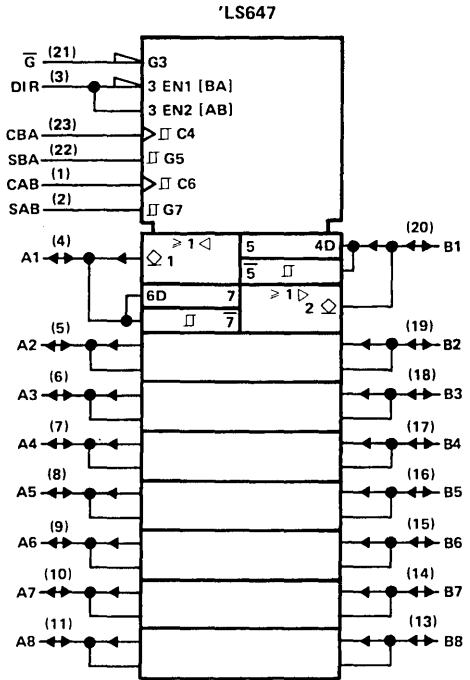 'LS647
G̅ (21) G3
DIR (3) 3 EN1 [BA]
3 EN2 [AB]
CBA (23) C4
SBA (22) G5
CAB (1) C6
SAB (2) G7
A1 (4) ≥ 1 ◁ 5 4D (20) B1
1 5̅
6D 7 ≥ 1 ▷
7̅ 2
A2 (5) (19) B2
A3 (6) (18) B3
A4 (7) (17) B4
A5 (8) (16) B5
A6 (9) (15) B6
A7 (10) (14) B7
A8 (11) (13) B8